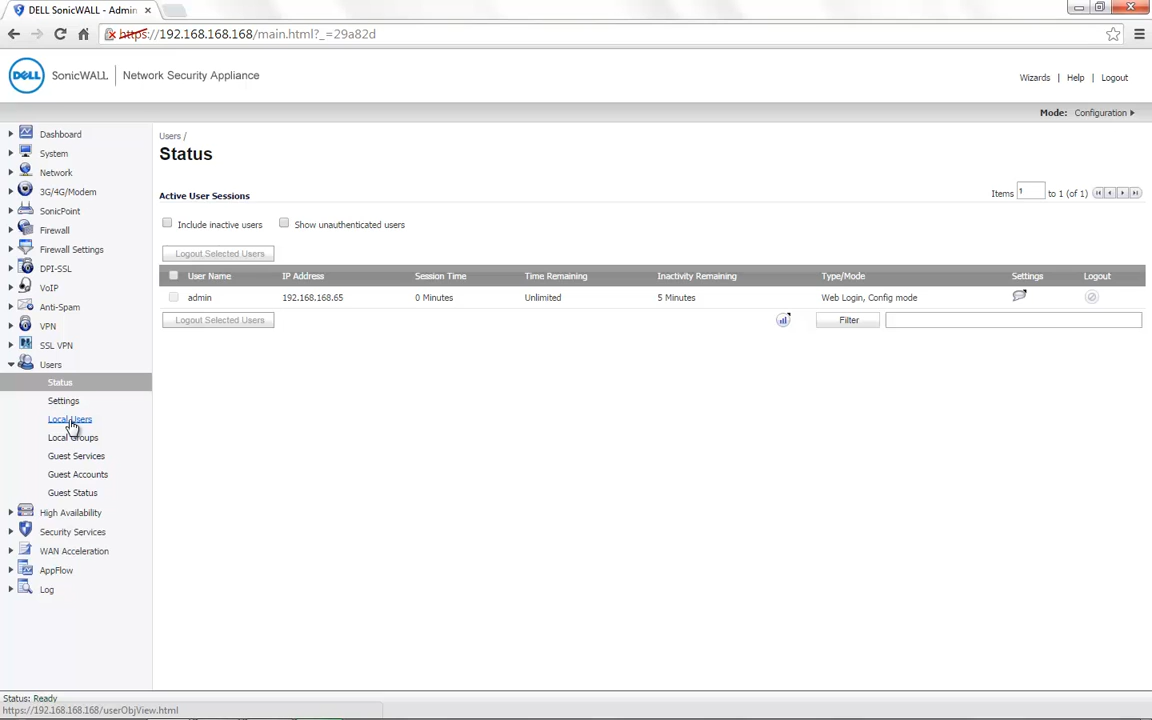 DELL SonicWALL - Admin
https://192.168.168.168/main.html?_=29a82d
DELL SonicWALL | Network Security Appliance
Wizards | Help | Logout
Mode: Configuration
Dashboard
System
Network
3G/4G/Modem
SonicPoint
Firewall
Firewall Settings
DPI-SSL
VoIP
Anti-Spam
VPN
SSL VPN
Users
Status
Settings
Local Users
Local Groups
Guest Services
Guest Accounts
Guest Status
High Availability
Security Services
WAN Acceleration
AppFlow
Log
Users /
Status
Active User Sessions
Items 1 to 1 (of 1)
Include inactive users Show unauthenticated users
Logout Selected Users
User Name IP Address Session Time Time Remaining Inactivity Remaining Type/Mode Settings Logout
admin 192.168.168.65 0 Minutes Unlimited 5 Minutes Web Login, Config mode
Logout Selected Users Filter
Status: Ready
https://192.168.168.168/userObjView.html